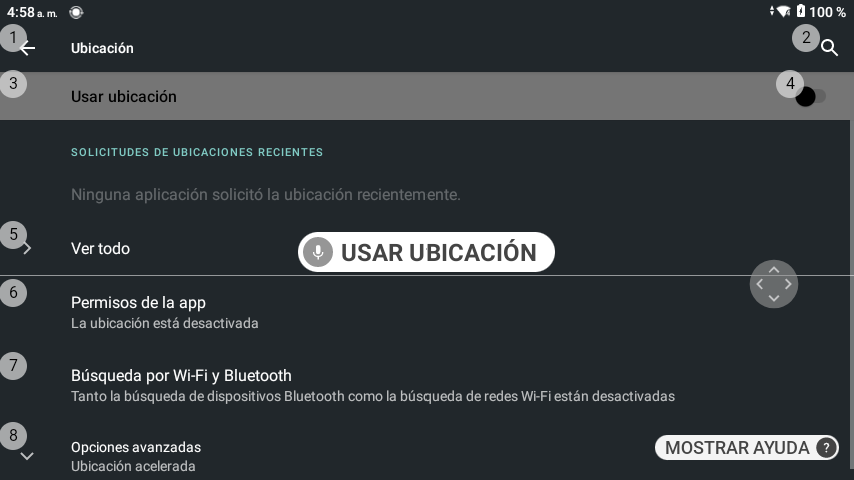 4:58 a. m. 100 %
1 Ubicación 2
3 Usar ubicación 4
SOLICITUDES DE UBICACIONES RECIENTES
Ninguna aplicación solicitó la ubicación recientemente.
5 Ver todo
USAR UBICACIÓN
6 Permisos de la app
La ubicación está desactivada
7 Búsqueda por Wi-Fi y Bluetooth
Tanto la búsqueda de dispositivos Bluetooth como la búsqueda de redes Wi-Fi están desactivadas
8 Opciones avanzadas
Ubicación acelerada
MOSTRAR AYUDA ?